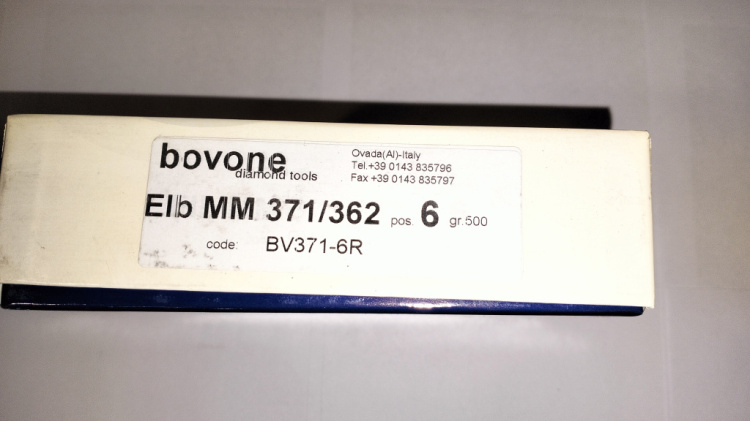 bovone
diamond tools
Ovada(Al)-Italy
Tel.+39 0143 835796
Fax +39 0143 835797
Elb MM 371/362 pos. 6 gr.500
code: BV371-6R